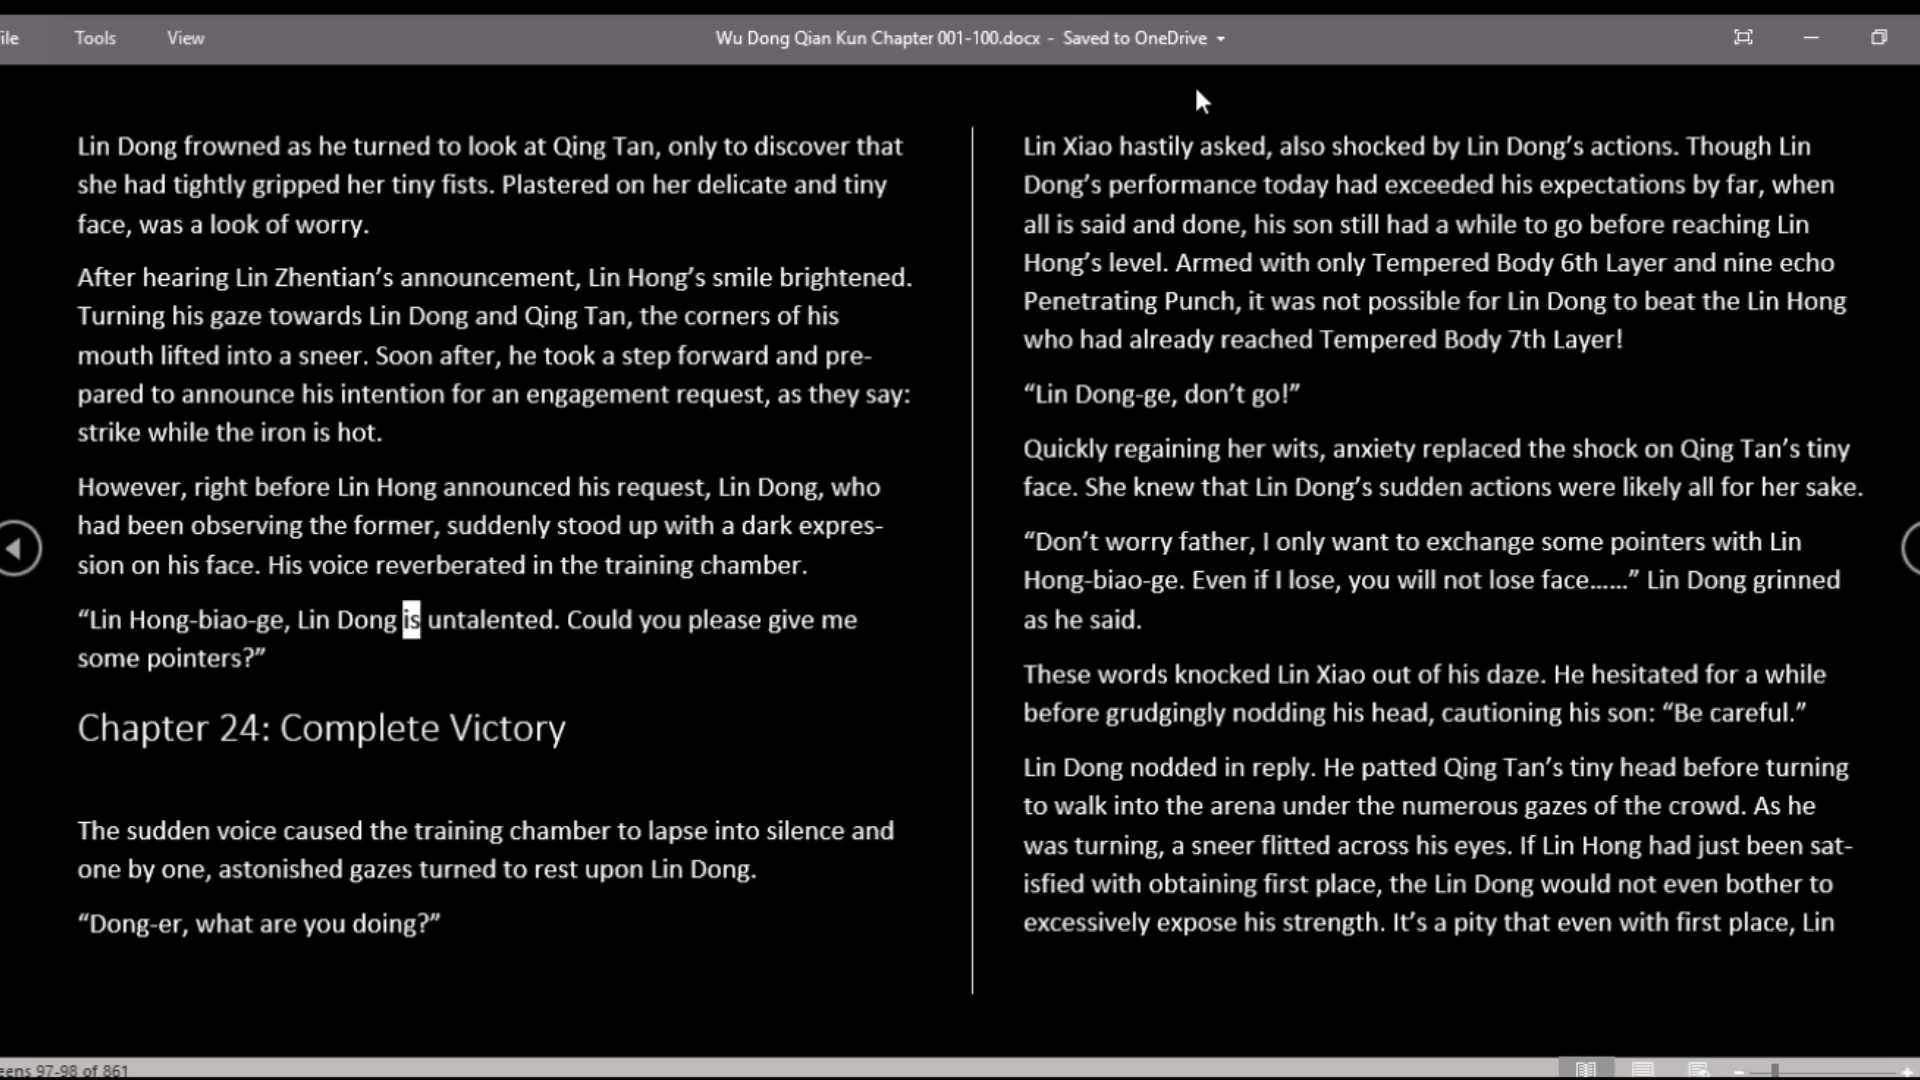 ile Tools View Wu Dong Qian Kun Chapter 001-100.docx - Saved to OneDrive
Lin Dong frowned as he turned to look at Qing Tan, only to discover that
she had tightly gripped her tiny fists. Plastered on her delicate and tiny
face, was a look of worry.
After hearing Lin Zhentian’s announcement, Lin Hong’s smile brightened.
Turning his gaze towards Lin Dong and Qing Tan, the corners of his
mouth lifted into a sneer. Soon after, he took a step forward and pre-
pared to announce his intention for an engagement request, as they say:
strike while the iron is hot.
However, right before Lin Hong announced his request, Lin Dong, who
had been observing the former, suddenly stood up with a dark expres-
sion on his face. His voice reverberated in the training chamber.
“Lin Hong-biao-ge, Lin Dong is untalented. Could you please give me
some pointers?”
Chapter 24: Complete Victory
The sudden voice caused the training chamber to lapse into silence and
one by one, astonished gazes turned to rest upon Lin Dong.
“Dong-er, what are you doing?”
Lin Xiao hastily asked, also shocked by Lin Dong’s actions. Though Lin
Dong’s performance today had exceeded his expectations by far, when
all is said and done, his son still had a while to go before reaching Lin
Hong’s level. Armed with only Tempered Body 6th Layer and nine echo
Penetrating Punch, it was not possible for Lin Dong to beat the Lin Hong
who had already reached Tempered Body 7th Layer!
“Lin Dong-ge, don’t go!”
Quickly regaining her wits, anxiety replaced the shock on Qing Tan’s tiny
face. She knew that Lin Dong’s sudden actions were likely all for her sake.
“Don’t worry father, I only want to exchange some pointers with Lin
Hong-biao-ge. Even if I lose, you will not lose face……” Lin Dong grinned
as he said.
These words knocked Lin Xiao out of his daze. He hesitated for a while
before grudgingly nodding his head, cautioning his son: “Be careful.”
Lin Dong nodded in reply. He patted Qing Tan’s tiny head before turning
to walk into the arena under the numerous gazes of the crowd. As he
was turning, a sneer flitted across his eyes. If Lin Hong had just been sat-
isfied with obtaining first place, the Lin Dong would not even bother to
excessively expose his strength. It’s a pity that even with first place, Lin
eens 97-98 of 861